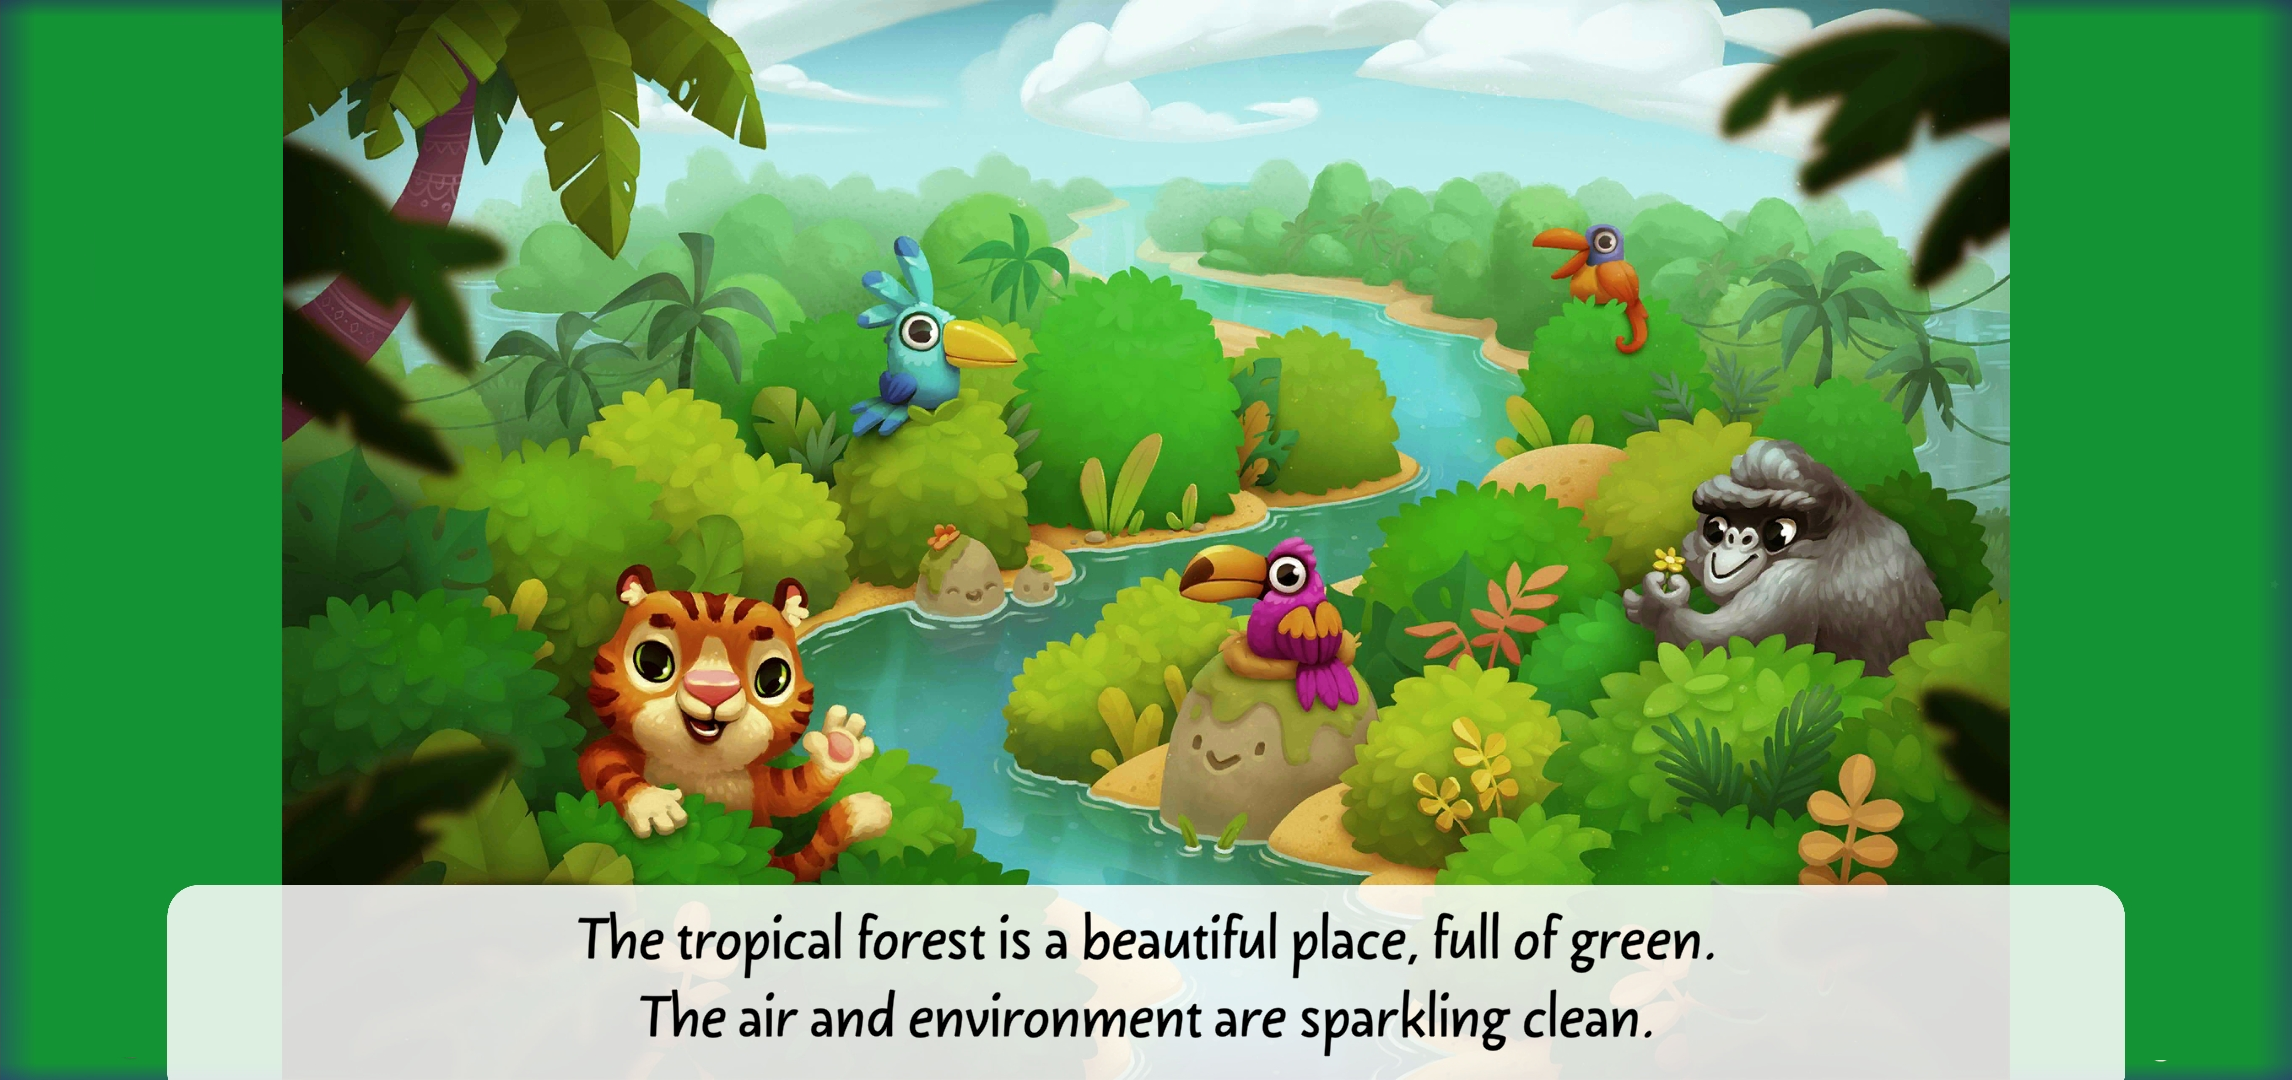 The tropical forest is a beautiful place, full of green.
The air and environment are sparkling clean.